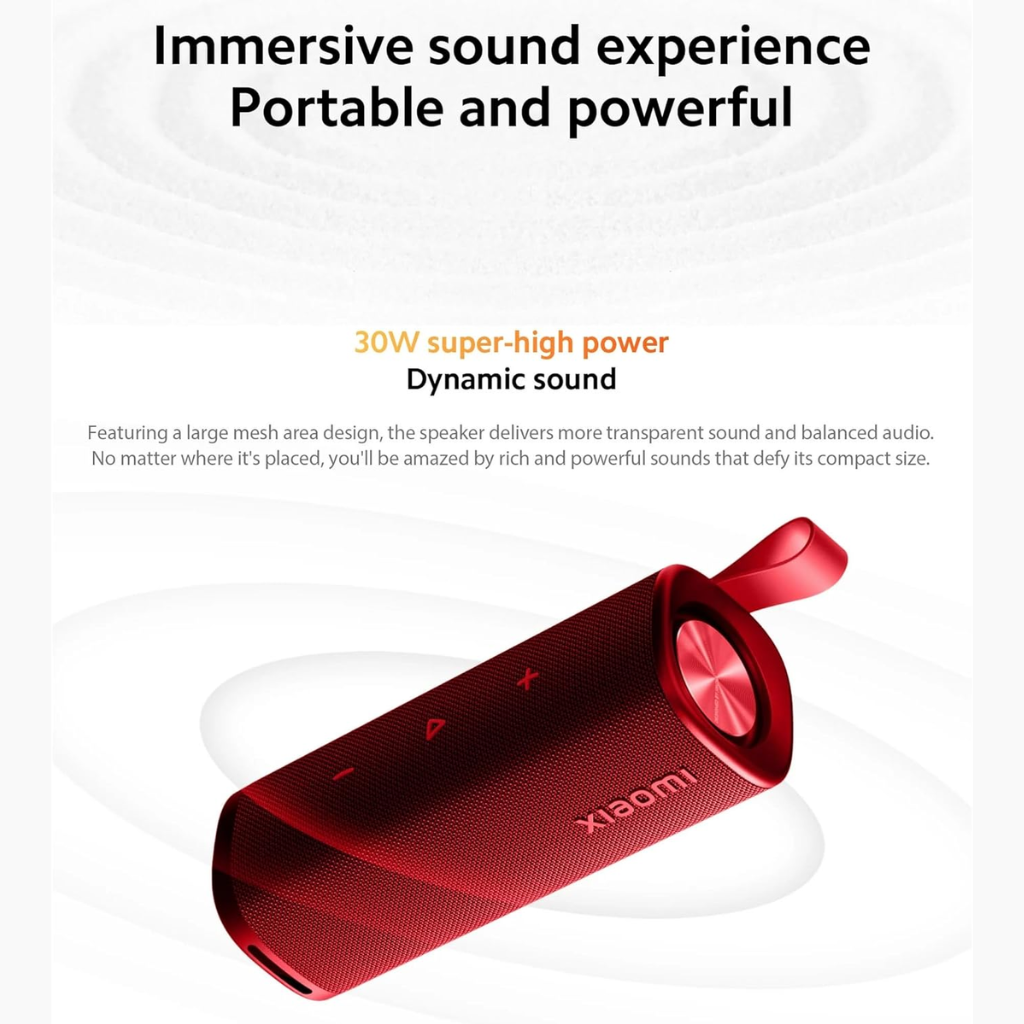 Immersive sound experience
Portable and powerful
30W super-high power
Dynamic sound
Featuring a large mesh area design, the speaker delivers more transparent sound and balanced audio.
No matter where it's placed, you'll be amazed by rich and powerful sounds that defy its compact size.
xiaomi